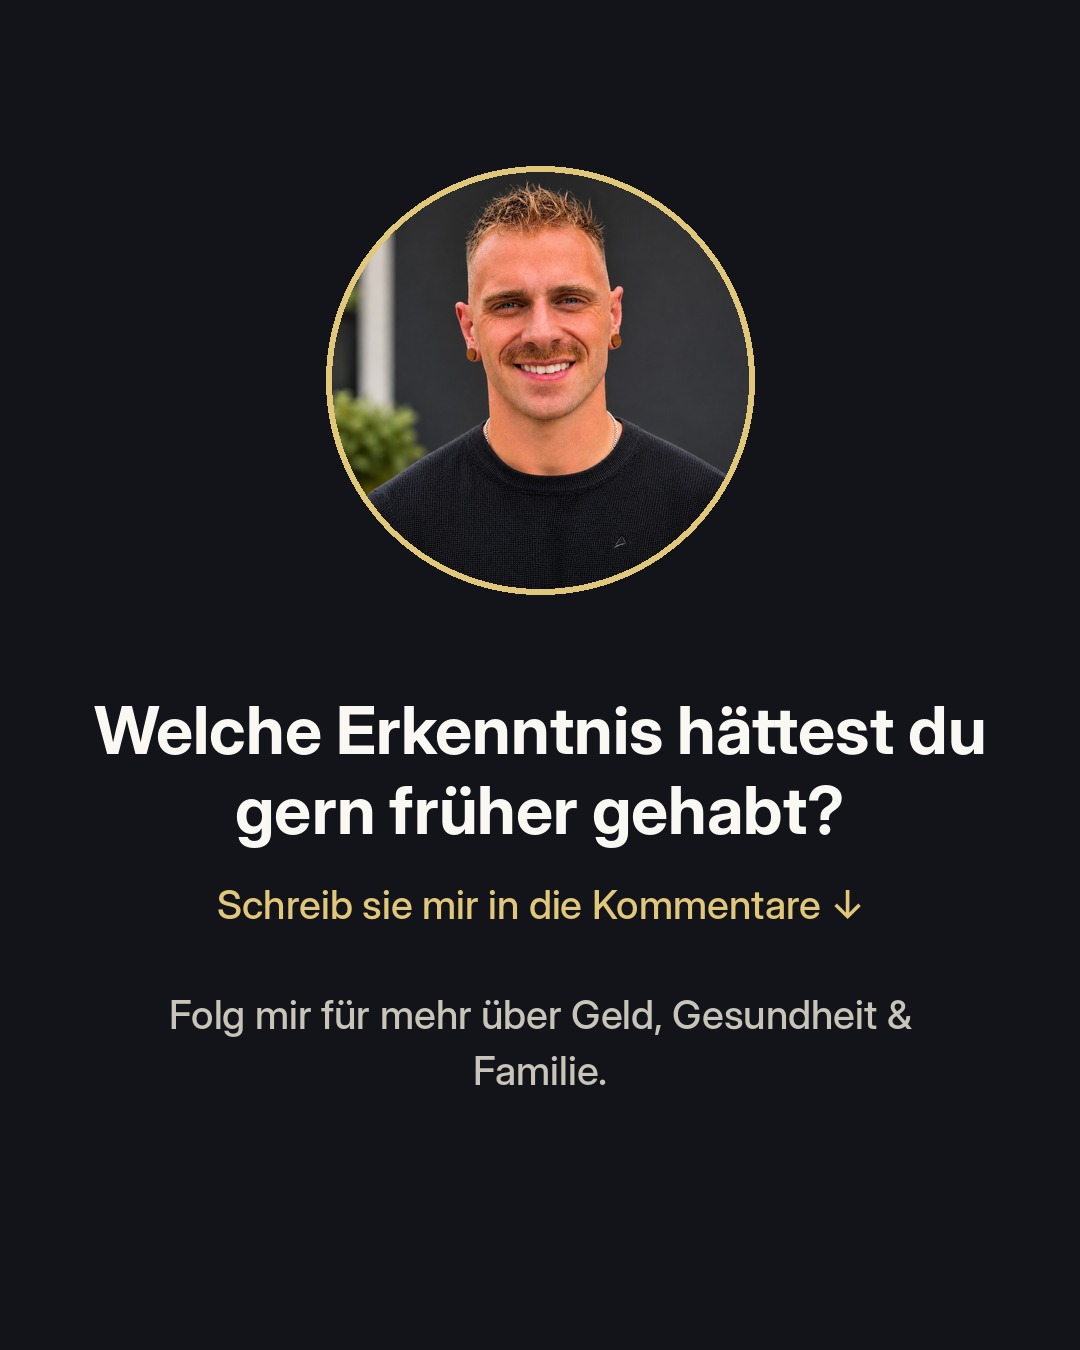 Welche Erkenntnis hättest du
gern früher gehabt?
Schreib sie mir in die Kommentare ↓
Folg mir für mehr über Geld, Gesundheit &
Familie.